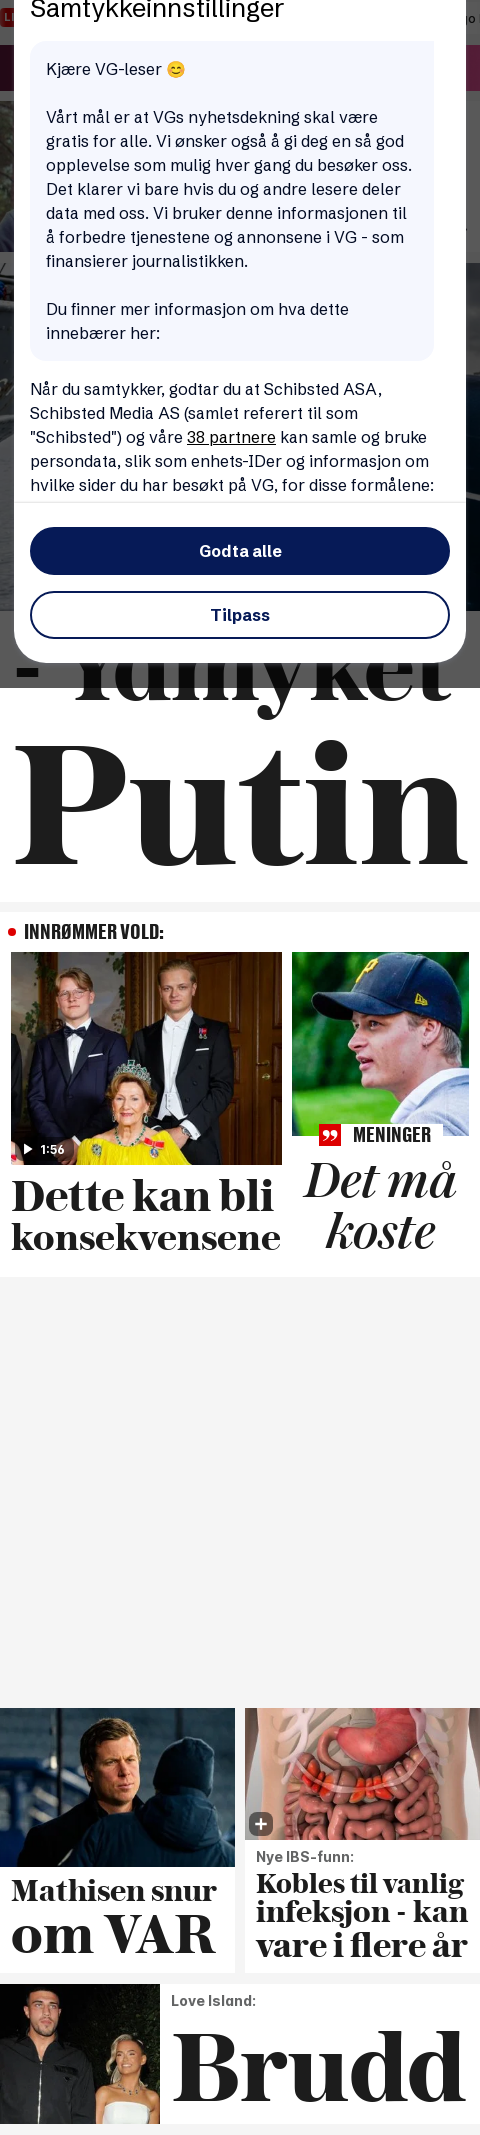 Samtykkeinnstillinger
Kjære VG-leser 😊
Vårt mål er at VGs nyhetsdekning skal være
gratis for alle. Vi ønsker også å gi deg en så god
opplevelse som mulig hver gang du besøker oss.
Det klarer vi bare hvis du og andre lesere deler
data med oss. Vi bruker denne informasjonen til
å forbedre tjenestene og annonsene i VG - som
finansierer journalistikken.
Du finner mer informasjon om hva dette
innebærer her:
Når du samtykker, godtar du at Schibsted ASA,
Schibsted Media AS (samlet referert til som
"Schibsted") og våre 38 partnere kan samle og bruke
persondata, slik som enhets-IDer og informasjon om
hvilke sider du har besøkt på VG, for disse formålene:
Godta alle
Tilpass
- Ydmyket
Putin
INNRØMMER VOLD:
1:56
Dette kan bli
konsekvensene
MENINGER
Det må
koste
Mathisen snur
om VAR
Nye IBS-funn:
Kobles til vanlig
infeksjon - kan
vare i flere år
Love Island:
Brudd